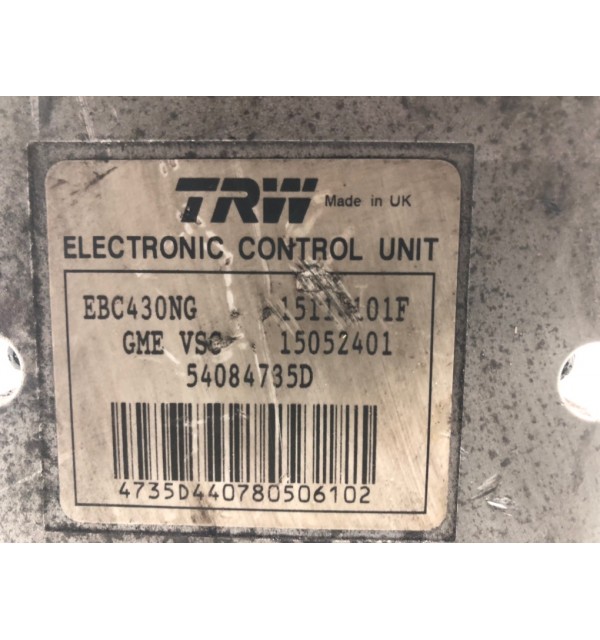 TRW Made in UK
ELECTRONIC CONTROL UNIT
EBC430NG
GME VSC 15052401
54084735D
4735D440780506102